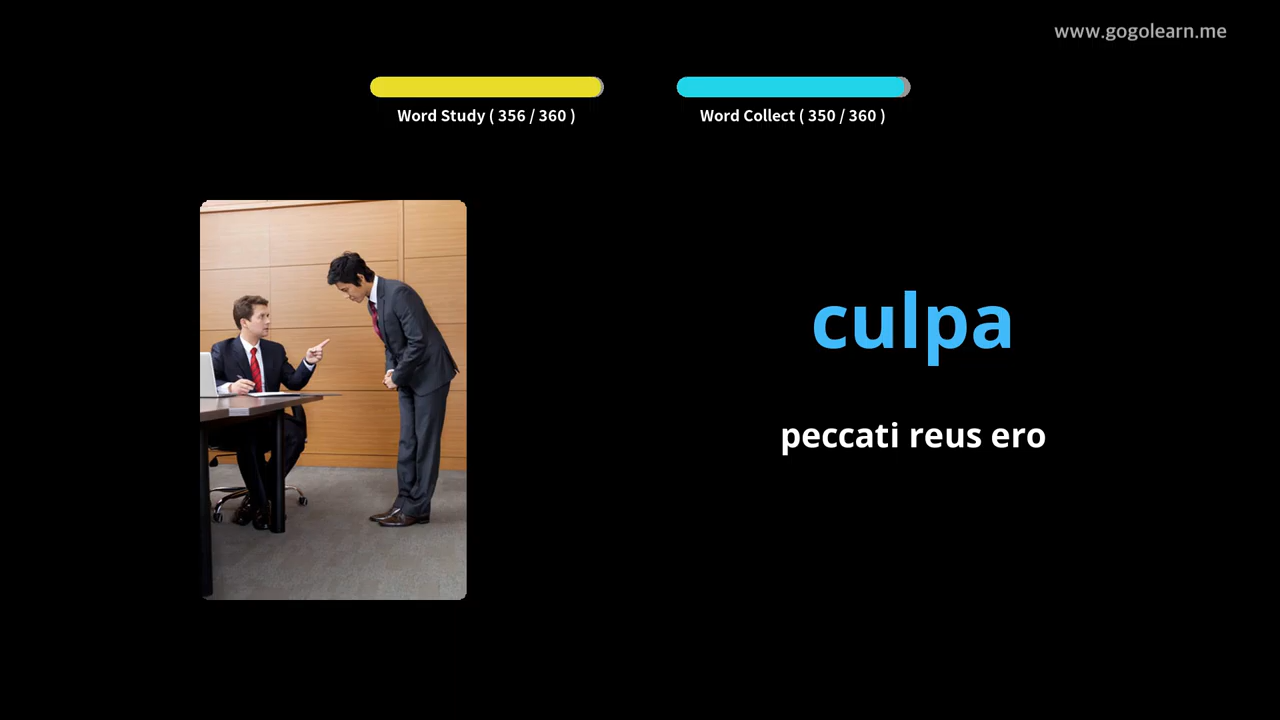 www.gogolearn.me
Word Study ( 356 / 360 )
Word Collect ( 350 / 360 )
culpa
peccati reus ero